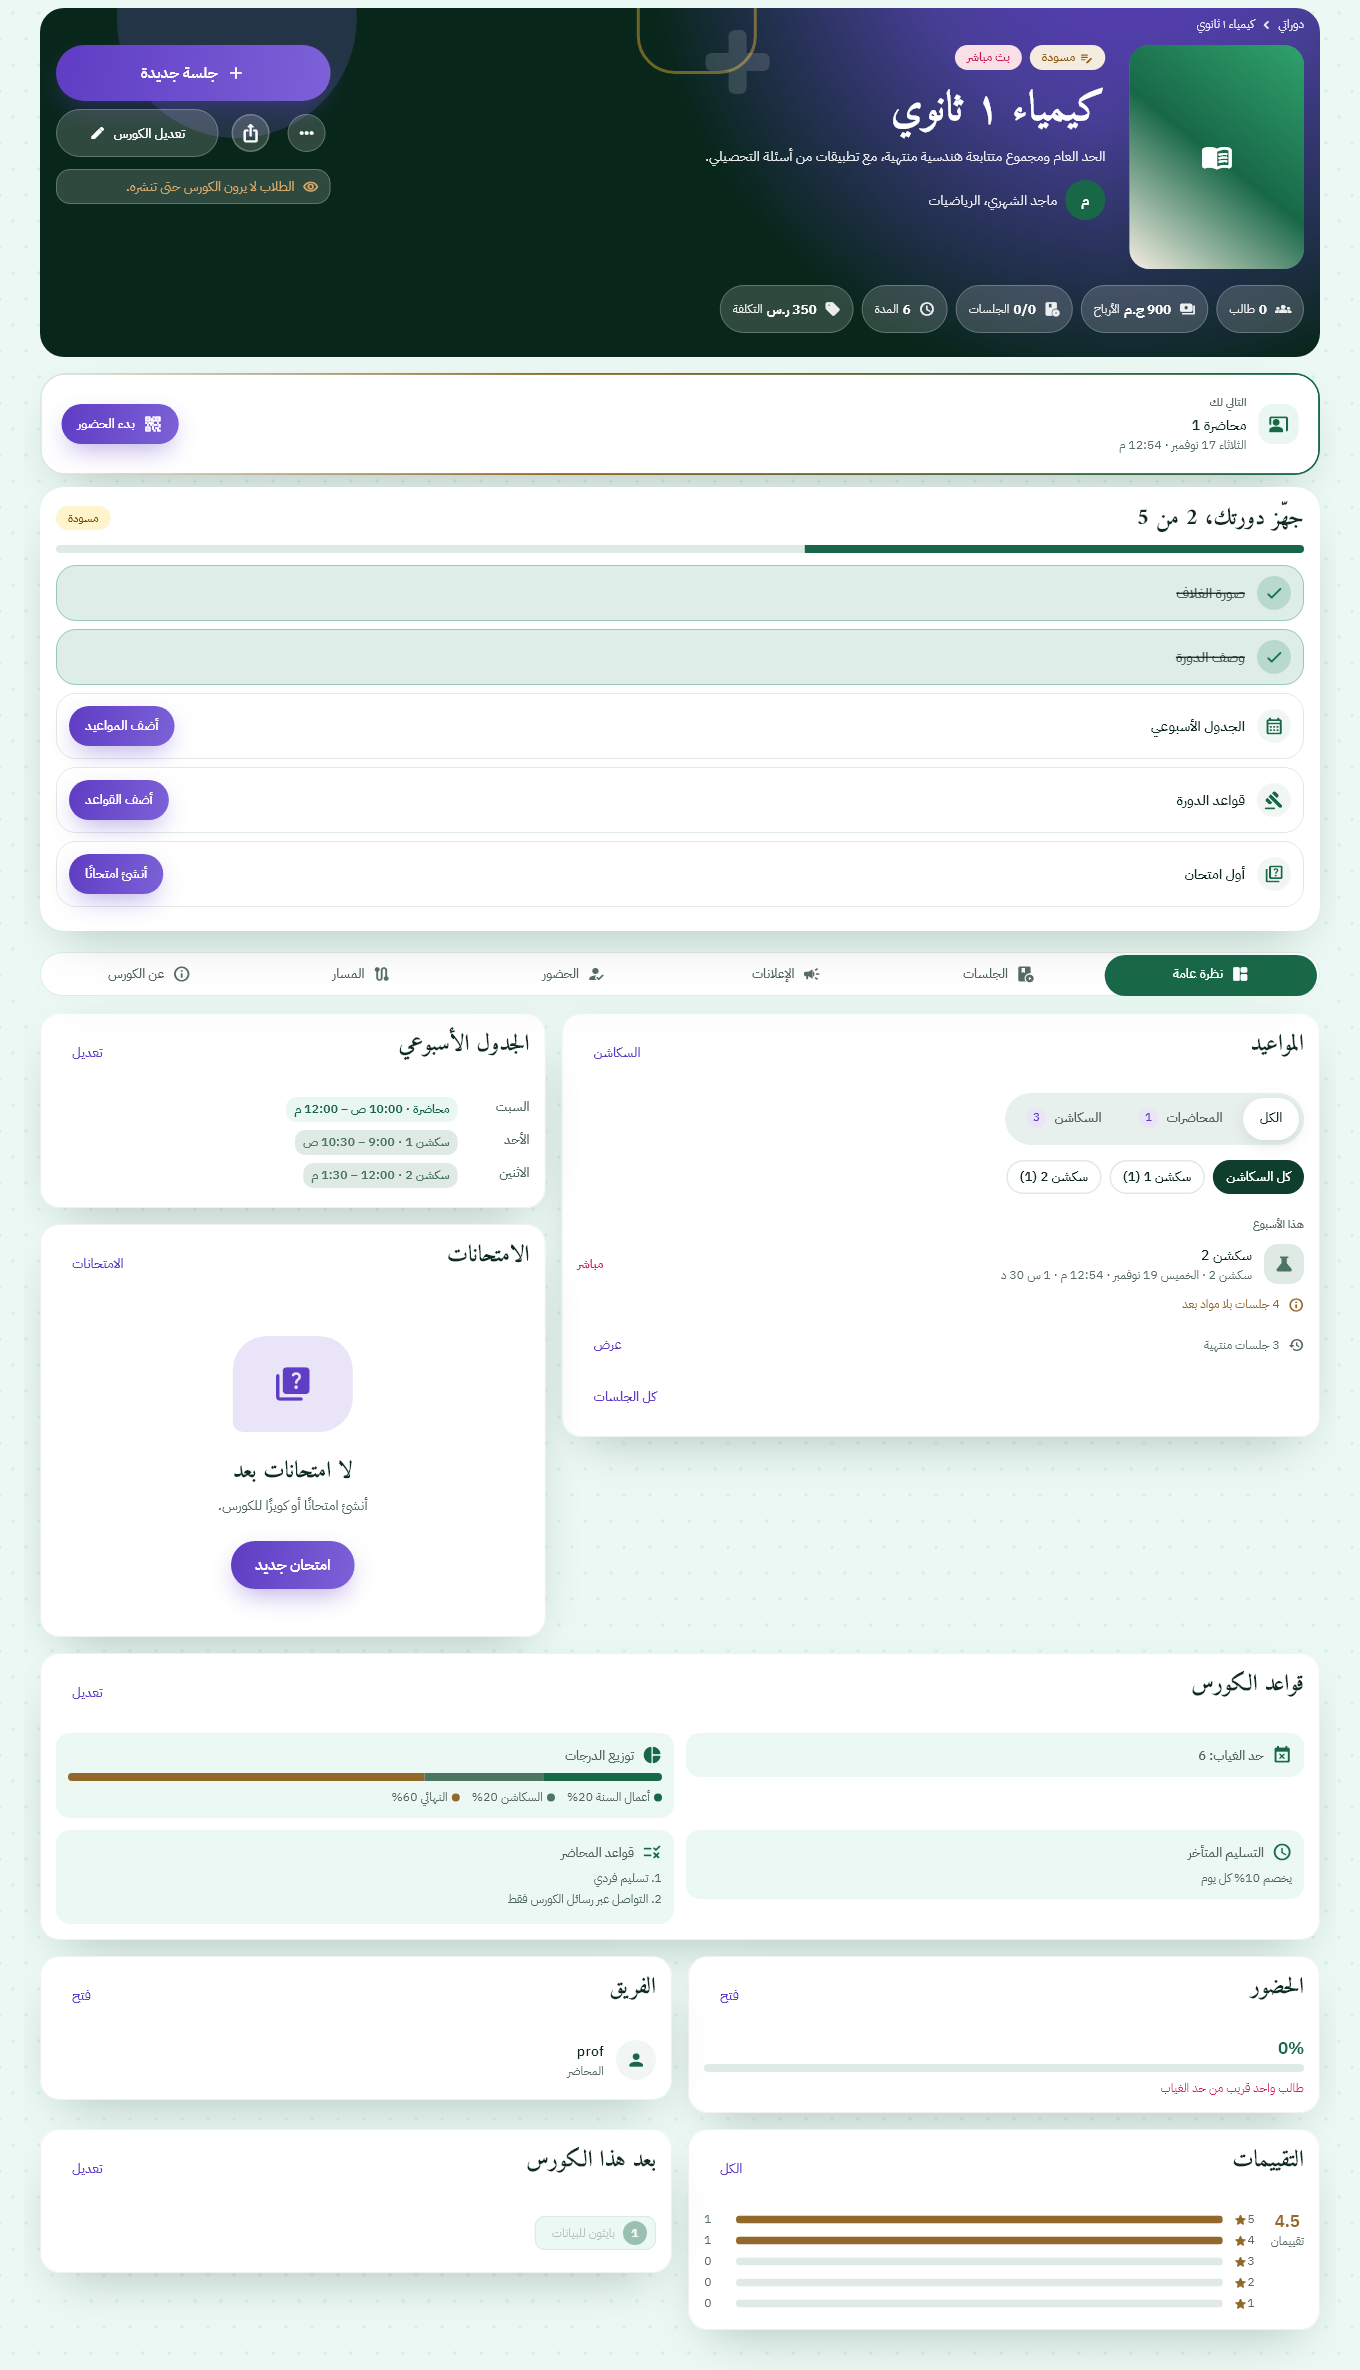 دوراتي › كيمياء ١ ثانوي
مسودة
بث مباشر
كيمياء ١ ثانوي
الحد العام ومجموع متتابعة هندسية منتهية، مع تطبيقات من أسئلة التحصيلي.
م
ماجد الشهري، الرياضيات
جلسة جديدة
تعديل الكورس
الطلاب لا يرون الكورس حتى تنشره.
0 طالب
900 ج.م الأرباح
0/0 الجلسات
6 المدة
350 ر.س التكلفة
التالي لك
محاضرة 1
الثلاثاء 17 نوفمبر · 12:54 م
بدء الحضور
جهّز دورتك، 2 من 5
مسودة
صورة الغلاف
وصف الدورة
الجدول الأسبوعي
أضف المواعيد
قواعد الدورة
أضف القواعد
أول امتحان
أنشئ امتحانًا
نظرة عامة
الجلسات
الإعلانات
الحضور
المسار
عن الكورس
المواعيد
السكاشن
الكل
المحاضرات 1
السكاشن 3
كل السكاشن
سكشن 1 (1)
سكشن 2 (1)
هذا الأسبوع
سكشن 2
سكشن 2 · الخميس 19 نوفمبر · 12:54 م · 1 س 30 د
مباشر
4 جلسات بلا مواد بعد
3 جلسات منتهية
عرض
كل الجلسات
الجدول الأسبوعي
تعديل
السبت
محاضرة · 10:00 ص – 12:00 م
الأحد
سكشن 1 · 9:00 – 10:30 ص
الاثنين
سكشن 2 · 12:00 – 1:30 م
الامتحانات
الامتحانات
لا امتحانات بعد
أنشئ امتحانًا أو كويزًا للكورس.
امتحان جديد
قواعد الكورس
تعديل
حد الغياب: 6
توزيع الدرجات
أعمال السنة 20%
السكاشن 20%
النهائي 60%
التسليم المتأخر
يخصم 10% كل يوم
قواعد المحاضر
1. تسليم فردي
2. التواصل عبر رسائل الكورس فقط
الحضور
فتح
0%
طالب واحد قريب من حد الغياب
الفريق
فتح
prof
المحاضر
التقييمات
الكل
4.5
تقييمان
5 1
4 1
3 0
2 0
1 0
بعد هذا الكورس
تعديل
1 بايثون للبيانات